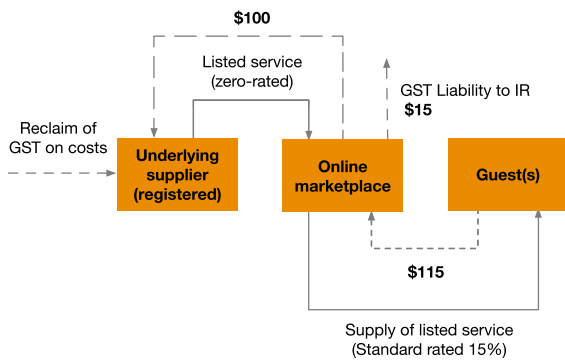 $100
Listed service
(zero-rated)
GST Liability to IR
$15
Reclaim of
GST on costs
Underlying
supplier
(registered)
Online
marketplace
Guest(s)
$115
Supply of listed service
(Standard rated 15%)